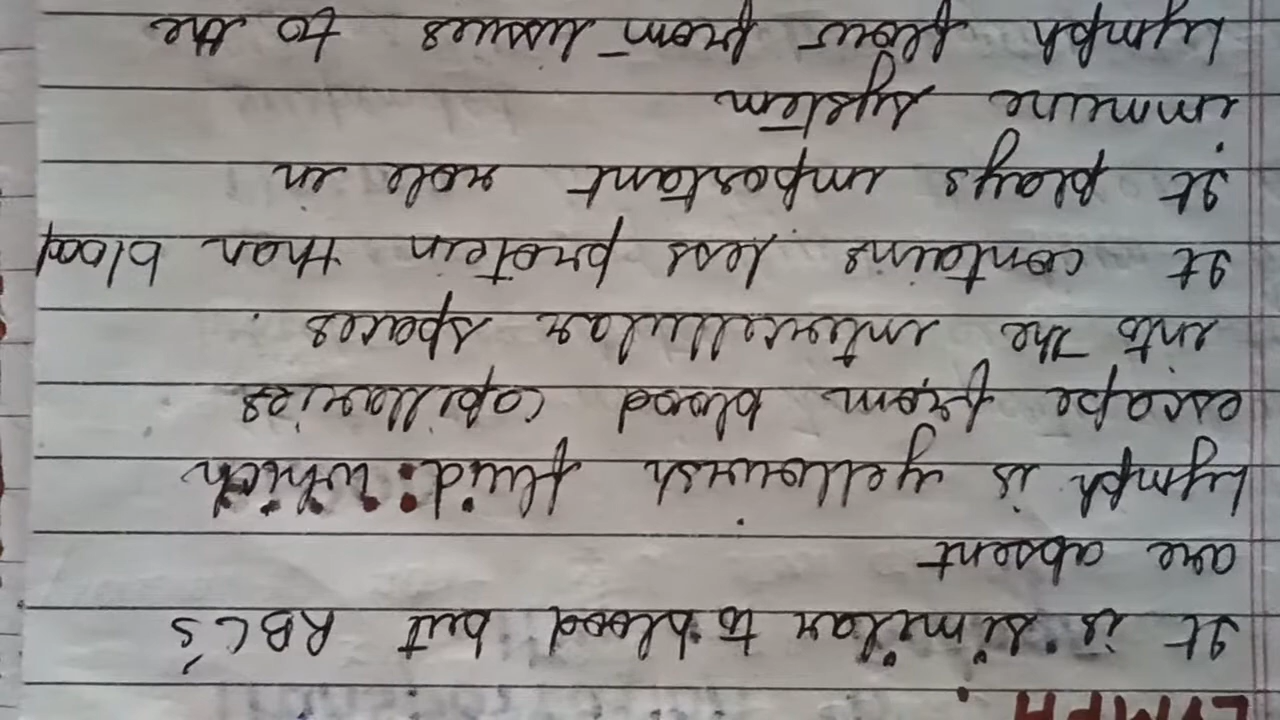 LYMPH.
It is similar to blood but RBC's
are absent
Lymph is yellowish fluid: which
escape from blood capillaries
into the intercellular spaces.
It contains less protein than blood
It plays important role in
immune system
Lymph flow from tissues to the